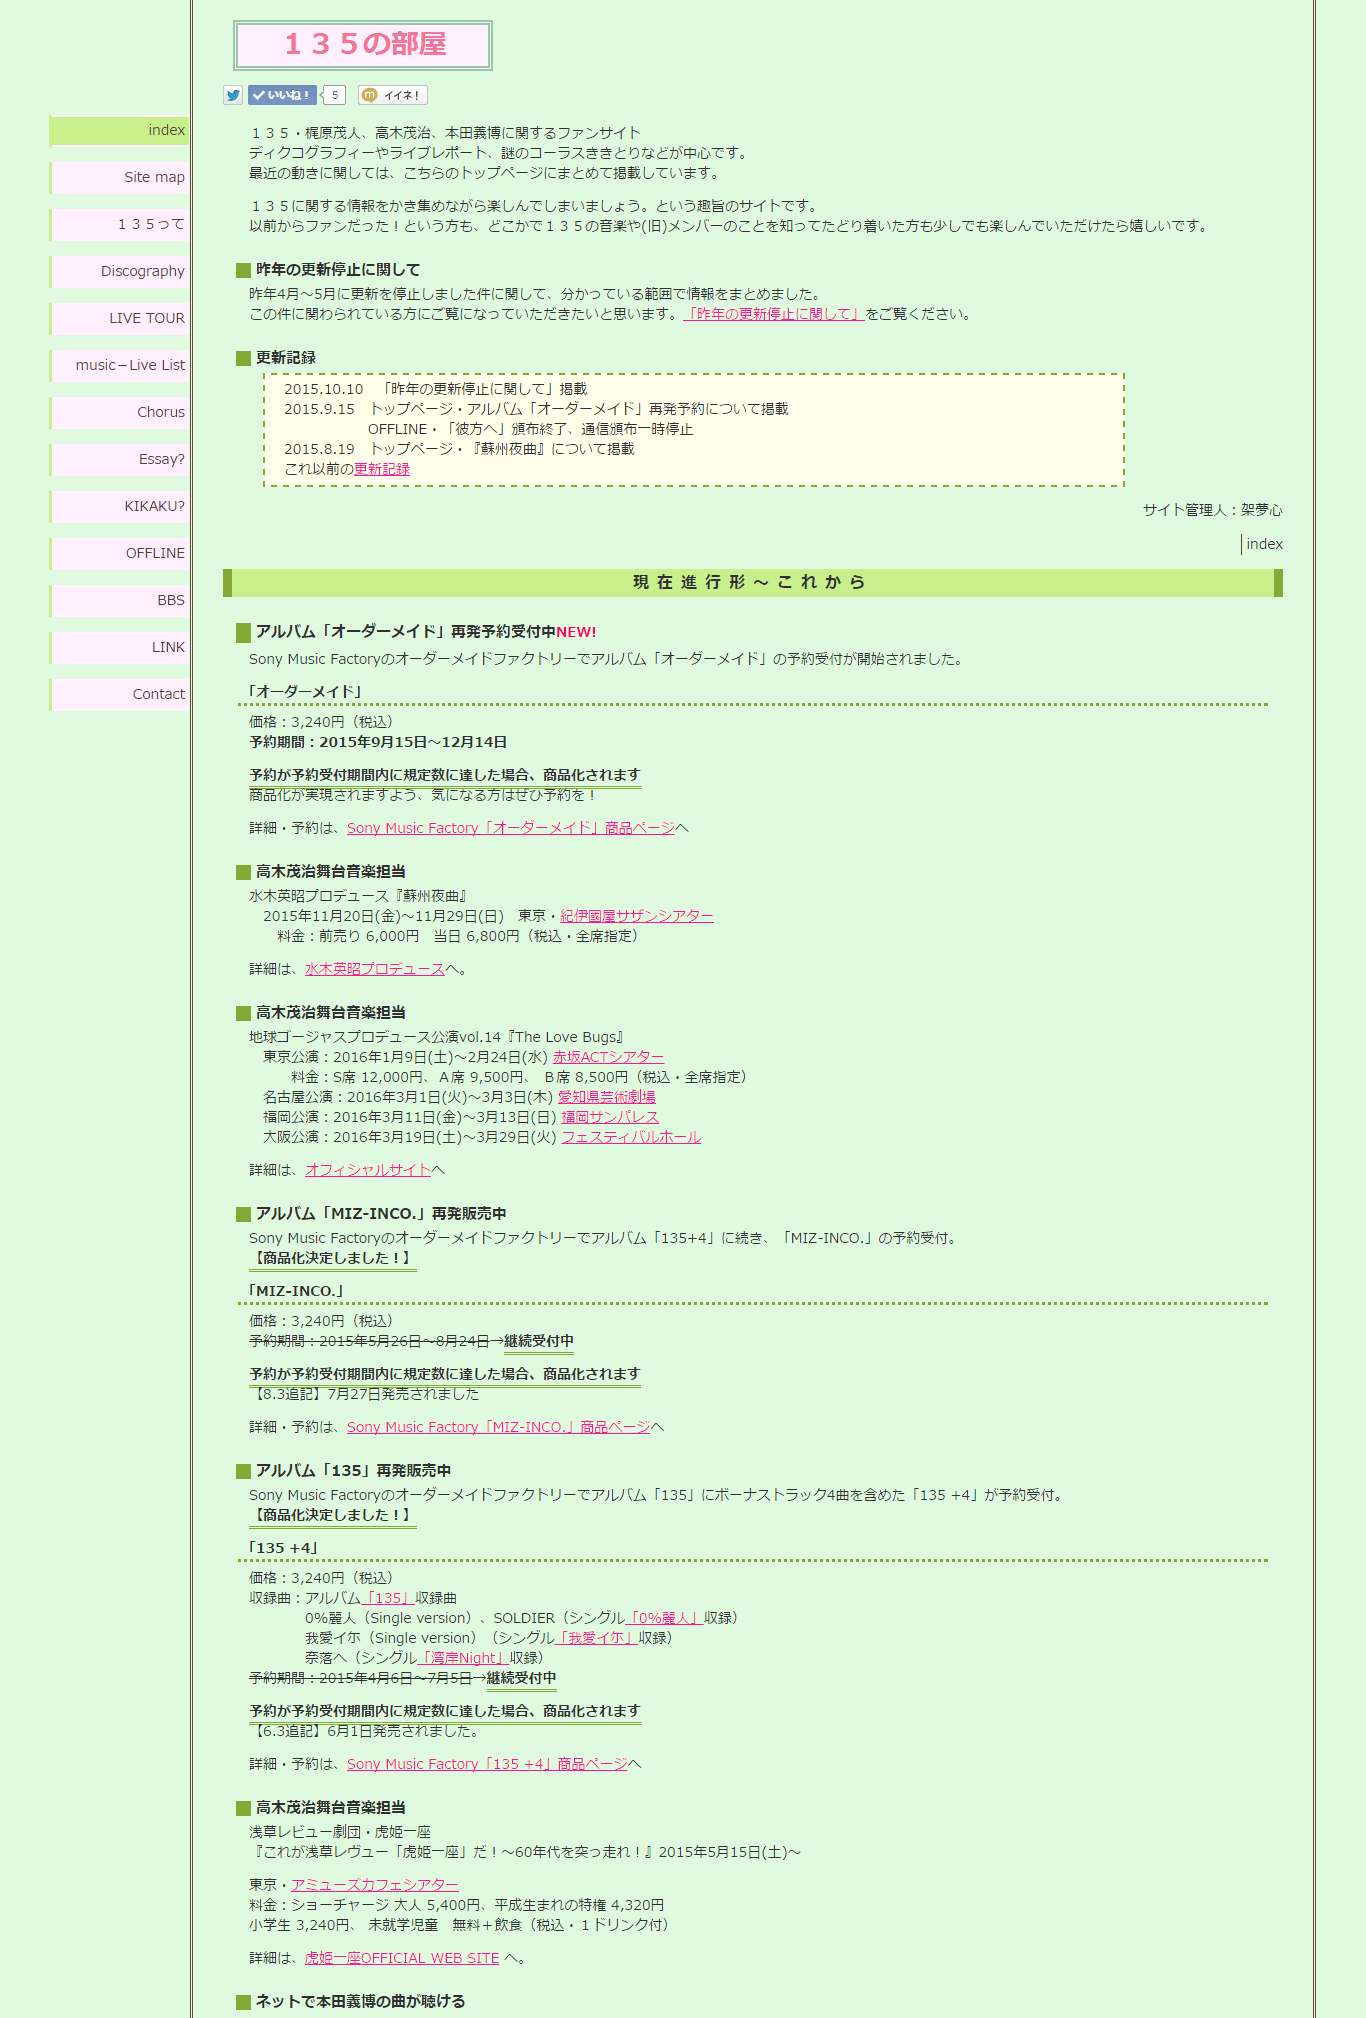 １３５の部屋
いいね！ 5 イイネ！
index
Site map
１３５って
Discography
LIVE TOUR
music－Live List
Chorus
Essay?
KIKAKU?
OFFLINE
BBS
LINK
Contact
１３５・梶原茂人、高木茂治、本田義博に関するファンサイト
ディクコグラフィーやライブレポート、謎のコーラスききとりなどが中心です。
最近の動きに関しては、こちらのトップページにまとめて掲載しています。
１３５に関する情報をかき集めながら楽しんでしまいましょう。という趣旨のサイトです。
以前からファンだった！という方も、どこかで１３５の音楽や(旧)メンバーのことを知ってたどり着いた方も少しでも楽しんでいただけたら嬉しいです。
昨年の更新停止に関して
昨年4月～5月に更新を停止しました件に関して、分かっている範囲で情報をまとめました。
この件に関わられている方にご覧になっていただきたいと思います。「昨年の更新停止に関して」をご覧ください。
更新記録
2015.10.10　「昨年の更新停止に関して」掲載
2015.9.15　トップページ・アルバム「オーダーメイド」再発予約について掲載
OFFLINE・「彼方へ」頒布終了、通信頒布一時停止
2015.8.19　トップページ・『蘇州夜曲』について掲載
これ以前の更新記録
サイト管理人：架夢心
index
現在進行形～これから
アルバム「オーダーメイド」再発予約受付中NEW!
Sony Music Factoryのオーダーメイドファクトリーでアルバム「オーダーメイド」の予約受付が開始されました。
「オーダーメイド」
価格：3,240円（税込）
予約期間：2015年9月15日～12月14日
予約が予約受付期間内に規定数に達した場合、商品化されます
商品化が実現されますよう、気になる方はぜひ予約を！
詳細・予約は、Sony Music Factory「オーダーメイド」商品ページへ
高木茂治舞台音楽担当
水木英昭プロデュース『蘇州夜曲』
2015年11月20日(金)～11月29日(日)　東京・紀伊國屋サザンシアター
料金：前売り 6,000円　当日 6,800円（税込・全席指定）
詳細は、水木英昭プロデュースへ。
高木茂治舞台音楽担当
地球ゴージャスプロデュース公演vol.14『The Love Bugs』
東京公演：2016年1月9日(土)～2月24日(水) 赤坂ACTシアター
料金：S席 12,000円、Ａ席 9,500円、 Ｂ席 8,500円（税込・全席指定）
名古屋公演：2016年3月1日(火)～3月3日(木) 愛知県芸術劇場
福岡公演：2016年3月11日(金)～3月13日(日) 福岡サンパレス
大阪公演：2016年3月19日(土)～3月29日(火) フェスティバルホール
詳細は、オフィシャルサイトへ
アルバム「MIZ-INCO.」再発販売中
Sony Music Factoryのオーダーメイドファクトリーでアルバム「135+4」に続き、「MIZ-INCO.」の予約受付。
【商品化決定しました！】
「MIZ-INCO.」
価格：3,240円（税込）
予約期間：2015年5月26日～8月24日→継続受付中
予約が予約受付期間内に規定数に達した場合、商品化されます
【8.3追記】7月27日発売されました
詳細・予約は、Sony Music Factory「MIZ-INCO.」商品ページへ
アルバム「135」再発販売中
Sony Music Factoryのオーダーメイドファクトリーでアルバム「135」にボーナストラック4曲を含めた「135 +4」が予約受付。
【商品化決定しました！】
「135 +4」
価格：3,240円（税込）
収録曲：アルバム「135」収録曲
0%麗人（Single version）、SOLDIER（シングル「0%麗人」収録）
我愛イ尓（Single version）（シングル「我愛イ尓」収録）
奈落へ（シングル「湾岸Night」収録）
予約期間：2015年4月6日～7月5日→継続受付中
予約が予約受付期間内に規定数に達した場合、商品化されます
【6.3追記】6月1日発売されました。
詳細・予約は、Sony Music Factory「135 +4」商品ページへ
高木茂治舞台音楽担当
浅草レビュー劇団・虎姫一座
『これが浅草レヴュー「虎姫一座」だ！～60年代を突っ走れ！』2015年5月15日(土)～
東京・アミューズカフェシアター
料金：ショーチャージ 大人 5,400円、平成生まれの特権 4,320円
小学生 3,240円、 未就学児童　無料＋飲食（税込・１ドリンク付）
詳細は、虎姫一座OFFICIAL WEB SITE へ。
ネットで本田義博の曲が聴ける